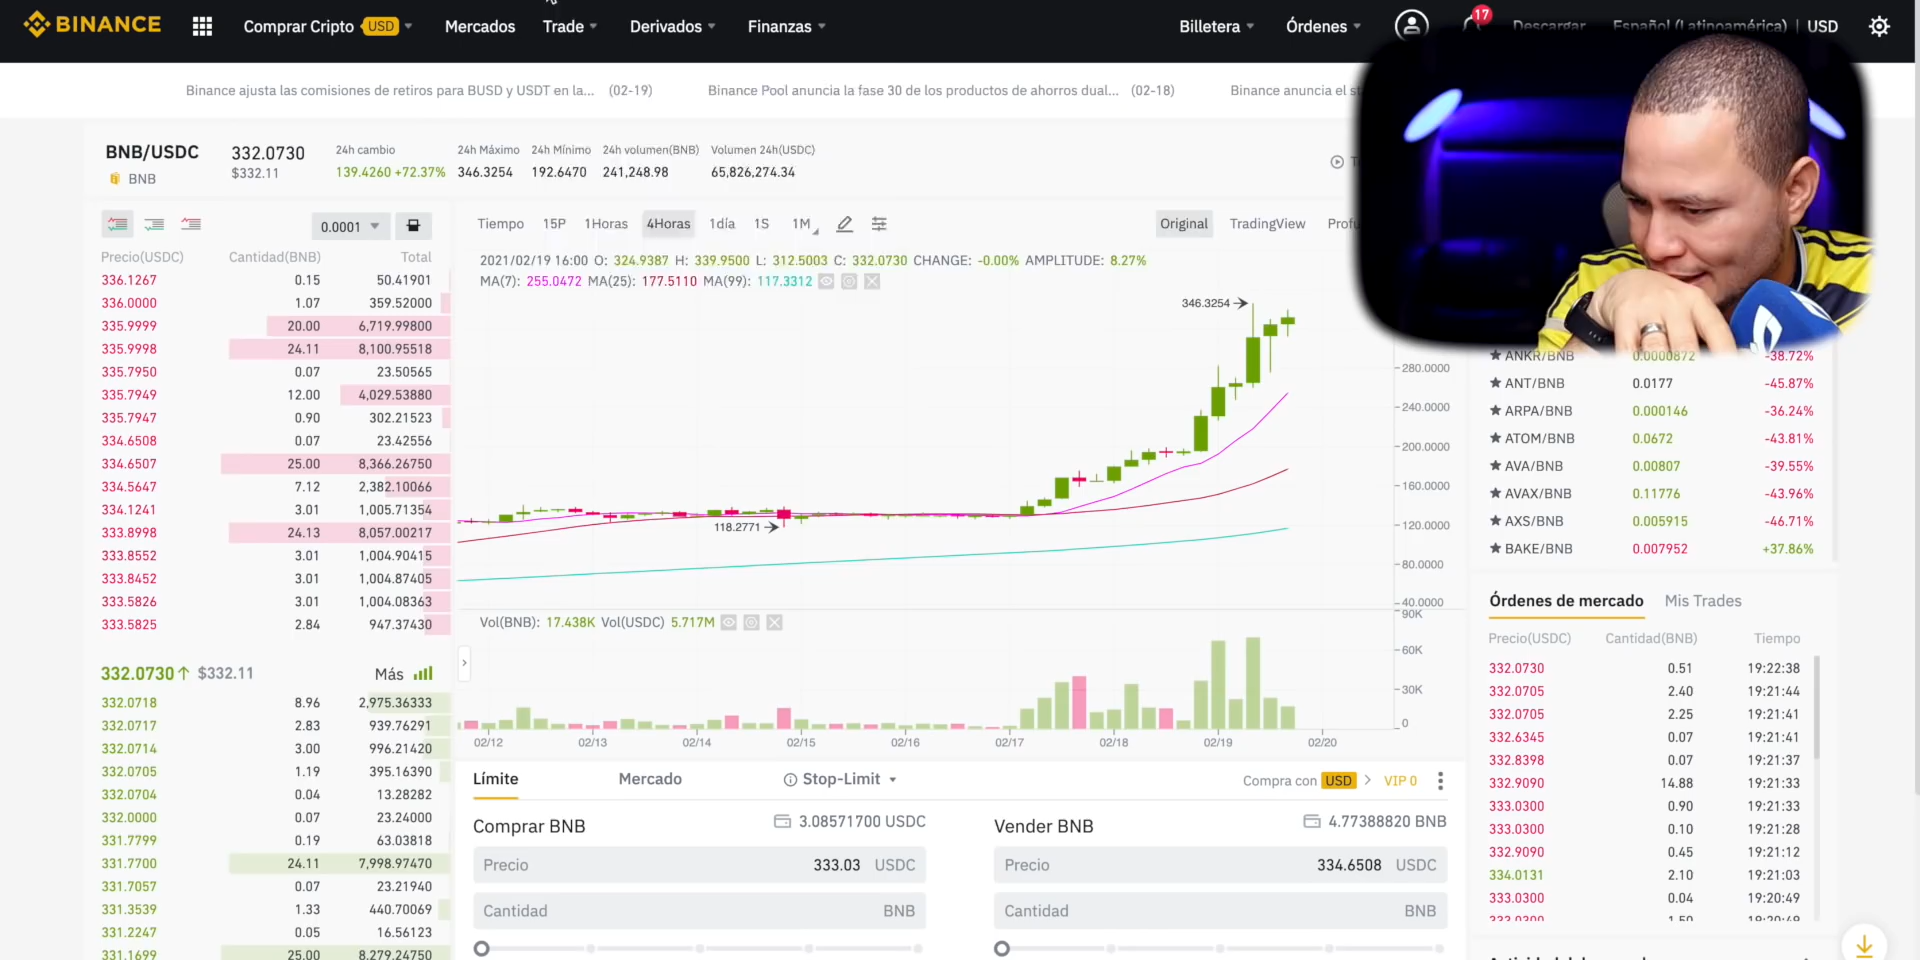 BINANCE
Comprar Cripto USD
Mercados
Trade
Derivados
Finanzas
Billetera
Órdenes
17
Descargar
Español (Latinoamérica) | USD
Binance ajusta las comisiones de retiros para BUSD y USDT en la... (02-19)
Binance Pool anuncia la fase 30 de los productos de ahorros dual... (02-18)
Binance anuncia el
BNB/USDC
BNB
332.0730
$332.11
24h cambio
139.4260 +72.37%
24h Máximo
346.3254
24h Mínimo
192.6470
24h volumen(BNB)
241,248.98
Volumen 24h(USDC)
65,826,274.34
0.0001
Precio(USDC) Cantidad(BNB) Total
336.1267 0.15 50.41901
336.0000 1.07 359.52000
335.9999 20.00 6,719.99800
335.9998 24.11 8,100.95518
335.7950 0.07 23.50565
335.7949 12.00 4,029.53880
335.7947 0.90 302.21523
334.6508 0.07 23.42556
334.6507 25.00 8,366.26750
334.5647 7.12 2,382.10066
334.1241 3.01 1,005.71354
333.8998 24.13 8,057.00217
333.8552 3.01 1,004.90415
333.8452 3.01 1,004.87405
333.5826 3.01 1,004.08363
333.5825 2.84 947.37430
332.0730↑ $332.11 Más
332.0718 8.96 2,975.36333
332.0717 2.83 939.76291
332.0714 3.00 996.21420
332.0705 1.19 395.16390
332.0704 0.04 13.28282
332.0000 0.07 23.24000
331.7799 0.19 63.03818
331.7700 24.11 7,998.97470
331.7057 0.07 23.21940
331.3539 1.33 440.70069
331.2247 0.05 16.56123
331.1699 25.00 8,279.24750
Tiempo 15P 1Horas 4Horas 1día 1S 1M
Original TradingView
2021/02/19 16:00 O: 324.9387 H: 339.9500 L: 312.5003 C: 332.0730 CHANGE: -0.00% AMPLITUDE: 8.27%
MA(7): 255.0472 MA(25): 177.5110 MA(99): 117.3312
346.3254
118.2771
280.0000
240.0000
200.0000
160.0000
120.0000
80.0000
40.0000
Vol(BNB): 17.438K Vol(USDC) 5.717M
90K
60K
30K
0
02/12 02/13 02/14 02/15 02/16 02/17 02/18 02/19 02/20
Límite Mercado Stop-Limit
Compra con USD > VIP 0
Comprar BNB 3.08571700 USDC
Precio 333.03 USDC
Cantidad BNB
Vender BNB 4.77388820 BNB
Precio 334.6508 USDC
Cantidad BNB
ANKR/BNB 0.0000872 -38.72%
ANT/BNB 0.0177 -45.87%
ARPA/BNB 0.000146 -36.24%
ATOM/BNB 0.0672 -43.81%
AVA/BNB 0.00807 -39.55%
AVAX/BNB 0.11776 -43.96%
AXS/BNB 0.005915 -46.71%
BAKE/BNB 0.007952 +37.86%
Órdenes de mercado Mis Trades
Precio(USDC) Cantidad(BNB) Tiempo
332.0730 0.51 19:22:38
332.0705 2.40 19:21:44
332.0705 2.25 19:21:41
332.6345 0.07 19:21:41
332.8398 0.07 19:21:37
332.9090 14.88 19:21:33
333.0300 0.90 19:21:33
333.0300 0.10 19:21:28
332.9090 0.45 19:21:12
334.0131 2.10 19:21:03
333.0300 0.04 19:20:49